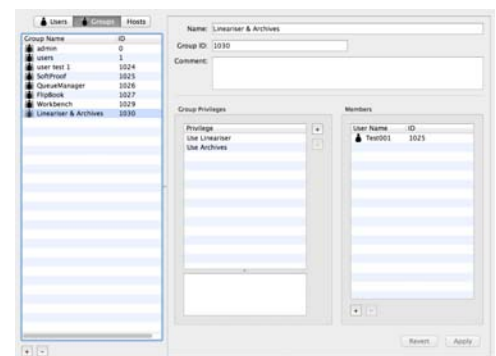 Users Groups Hosts
Group Name ID
admin 0
users 1
user test 1 1024
SoftProof 1025
QueueManager 1026
FlipBook 1027
Workbench 1029
Lineariser & Archives 1030
Name: Lineariser & Archives
Group ID: 1030
Comment:
Group Privileges
Privilege
Use Lineariser
Use Archives
Members
User Name ID
Test001 1025
Revert Apply